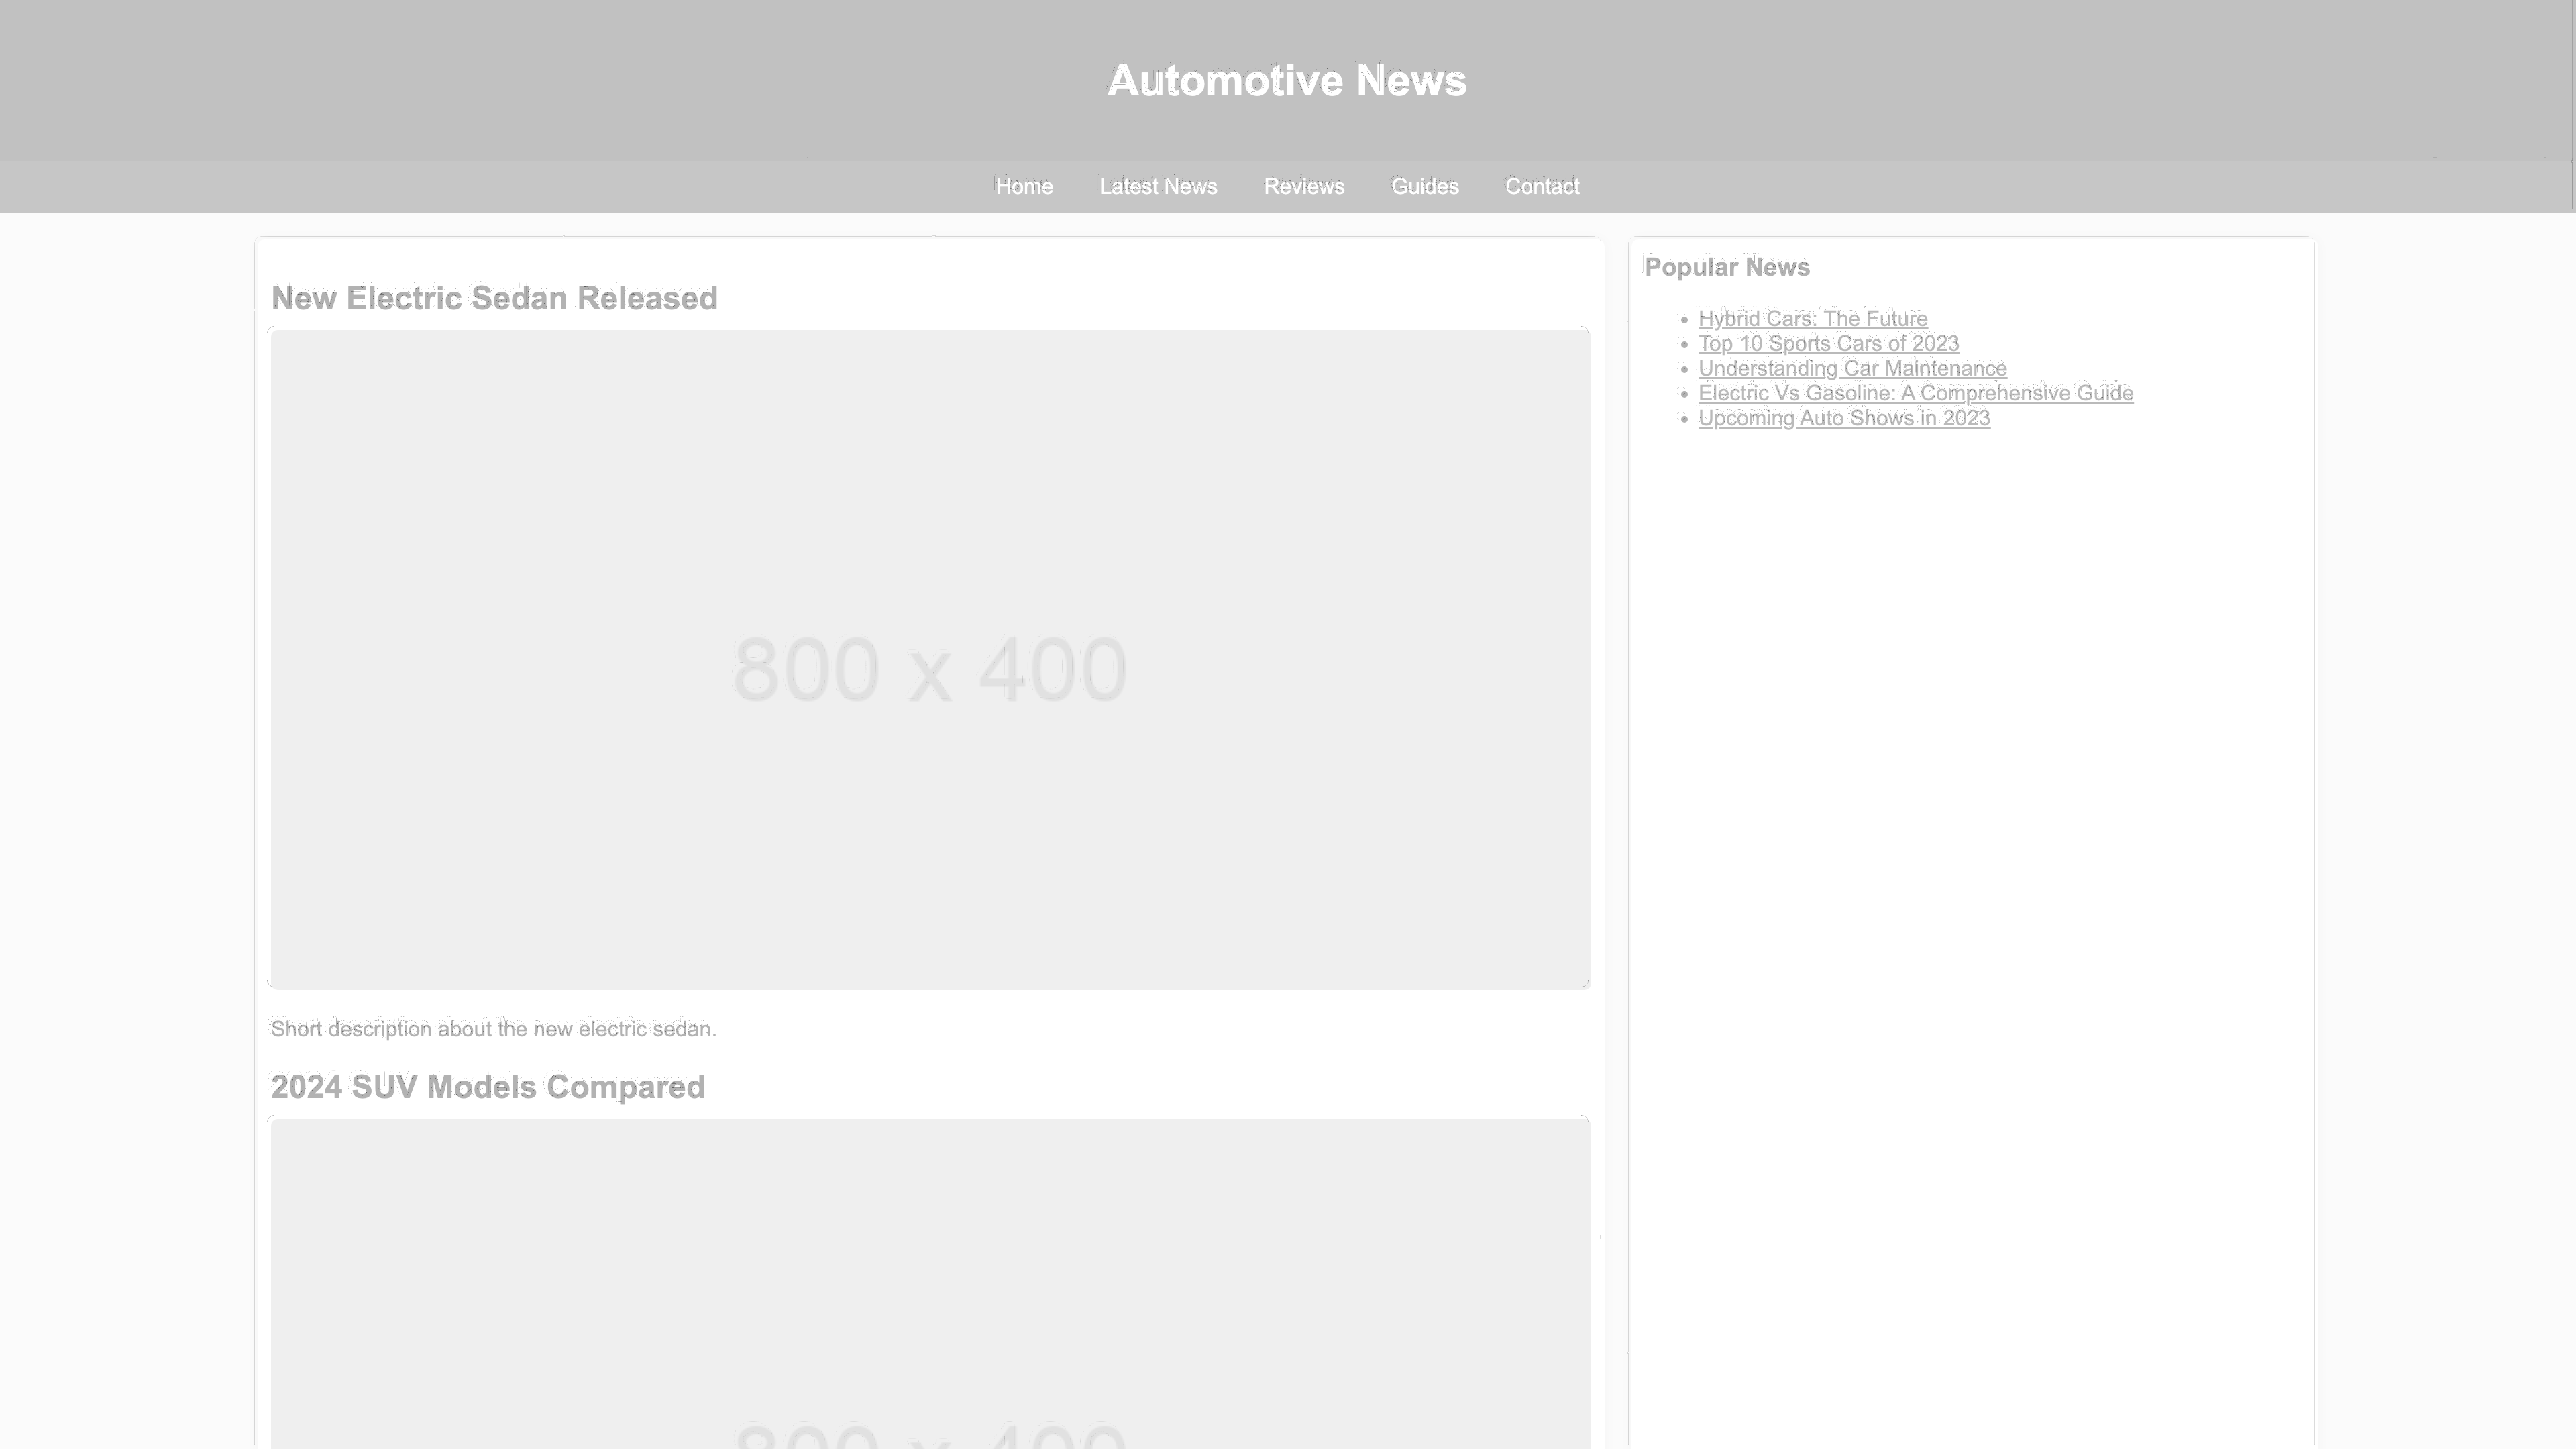 Automotive News
Home Latest News Reviews Guides Contact
New Electric Sedan Released
800 x 400
Short description about the new electric sedan.
2024 SUV Models Compared
800 x 400
Popular News
Hybrid Cars: The Future
Top 10 Sports Cars of 2023
Understanding Car Maintenance
Electric Vs Gasoline: A Comprehensive Guide
Upcoming Auto Shows in 2023